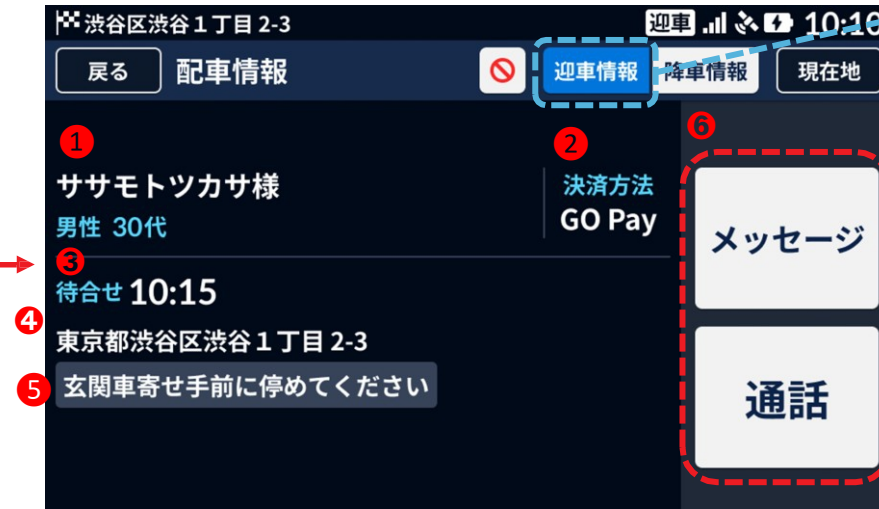 渋谷区渋谷1丁目 2-3 迎車 10:10
戻る 配車情報 迎車情報 降車情報 現在地
1 2 6
ササモトツカサ様 決済方法
男性 30代 GO Pay
メッセージ
3
待合せ 10:15
4
東京都渋谷区渋谷1丁目 2-3
5 玄関車寄せ手前に停めてください
通話